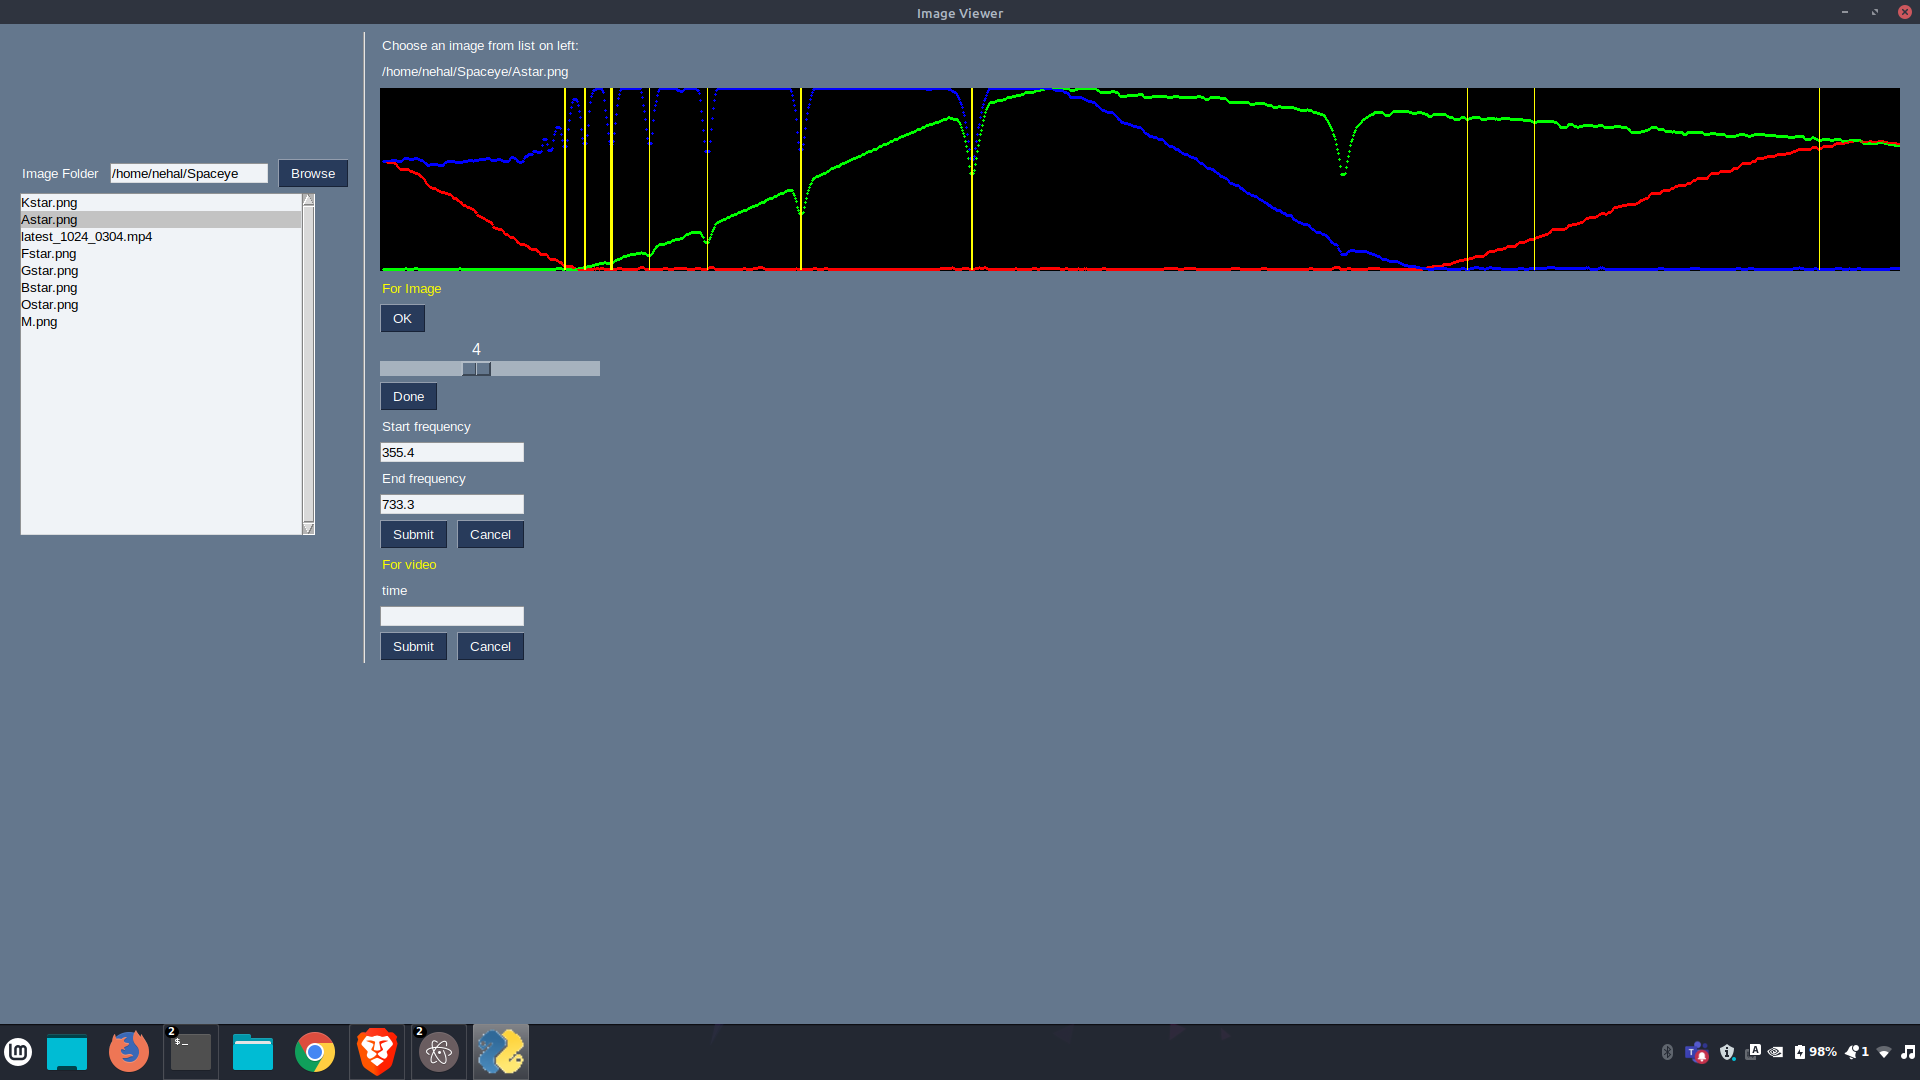 Image Viewer
Choose an image from list on left:
/home/nehal/Spaceye/Astar.png
Image Folder /home/nehal/Spaceye Browse
Kstar.png
Astar.png
latest_1024_0304.mp4
Fstar.png
Gstar.png
Bstar.png
Ostar.png
M.png
For Image
OK
4
Done
Start frequency
355.4
End frequency
733.3
Submit Cancel
For video
time
Submit Cancel
2 $_ 2 T A 98% 1